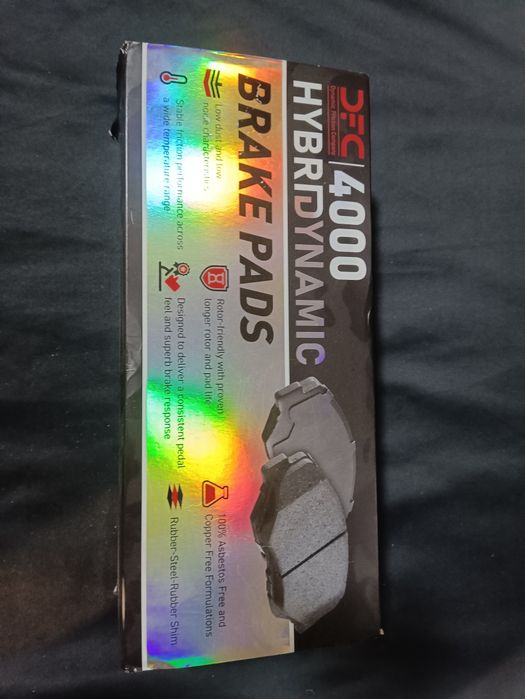 DFC
Dynamic Friction Company
4000
HYBRIDYNAMIC
BRAKE PADS
Low dust and low
noise characteristics
Rotor-friendly with proven
longer rotor and pad life
100% Asbestos Free and
Copper Free Formulations
Stable friction performance across
a wide temperature range
Designed to deliver a consistent pedal
feel and superb brake response
Rubber-Steel-Rubber Shim